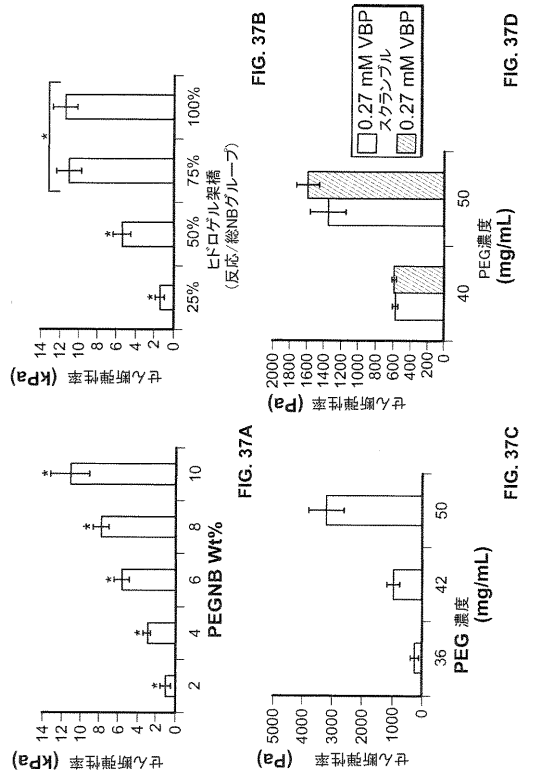 せん断弾性率 (kPa)
14
12
10
8
6
4
2
0
* * * * *
2 4 6 8 10
PEGNB Wt%
FIG. 37A
せん断弾性率 (kPa)
14
12
10
8
6
4
2
0
* * *
25% 50% 75% 100%
ヒドロゲル架橋
(反応/総NBグループ)
FIG. 37B
せん断弾性率 (Pa)
5000
4000
3000
2000
1000
0
36 42 50
PEG 濃度
(mg/mL)
FIG. 37C
せん断弾性率 (Pa)
2000
1800
1600
1400
1200
1000
800
600
400
200
0
40 50
PEG濃度
(mg/mL)
0.27 mM VBP
スクランブル
0.27 mM VBP
FIG. 37D